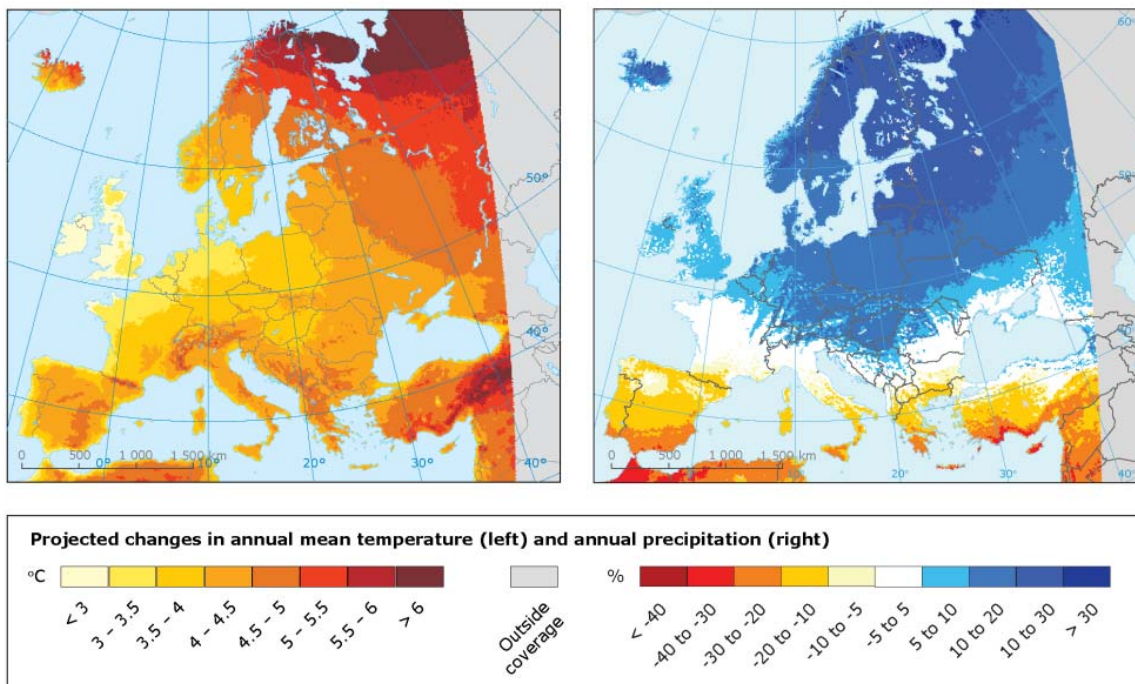 50°
40°
0 500 1 000 1 500 km
0° 10° 20° 30° 40°
60°
50°
40°
0 500 1 000 1 500 km
20° 30° 40°
Projected changes in annual mean temperature (left) and annual precipitation (right)
°C
< 3
3 – 3.5
3.5 – 4
4 – 4.5
4.5 – 5
5 – 5.5
5.5 – 6
> 6
Outside
coverage
%
< -40
-40 to -30
-30 to -20
-20 to -10
-10 to -5
-5 to 5
5 to 10
10 to 20
10 to 30
> 30